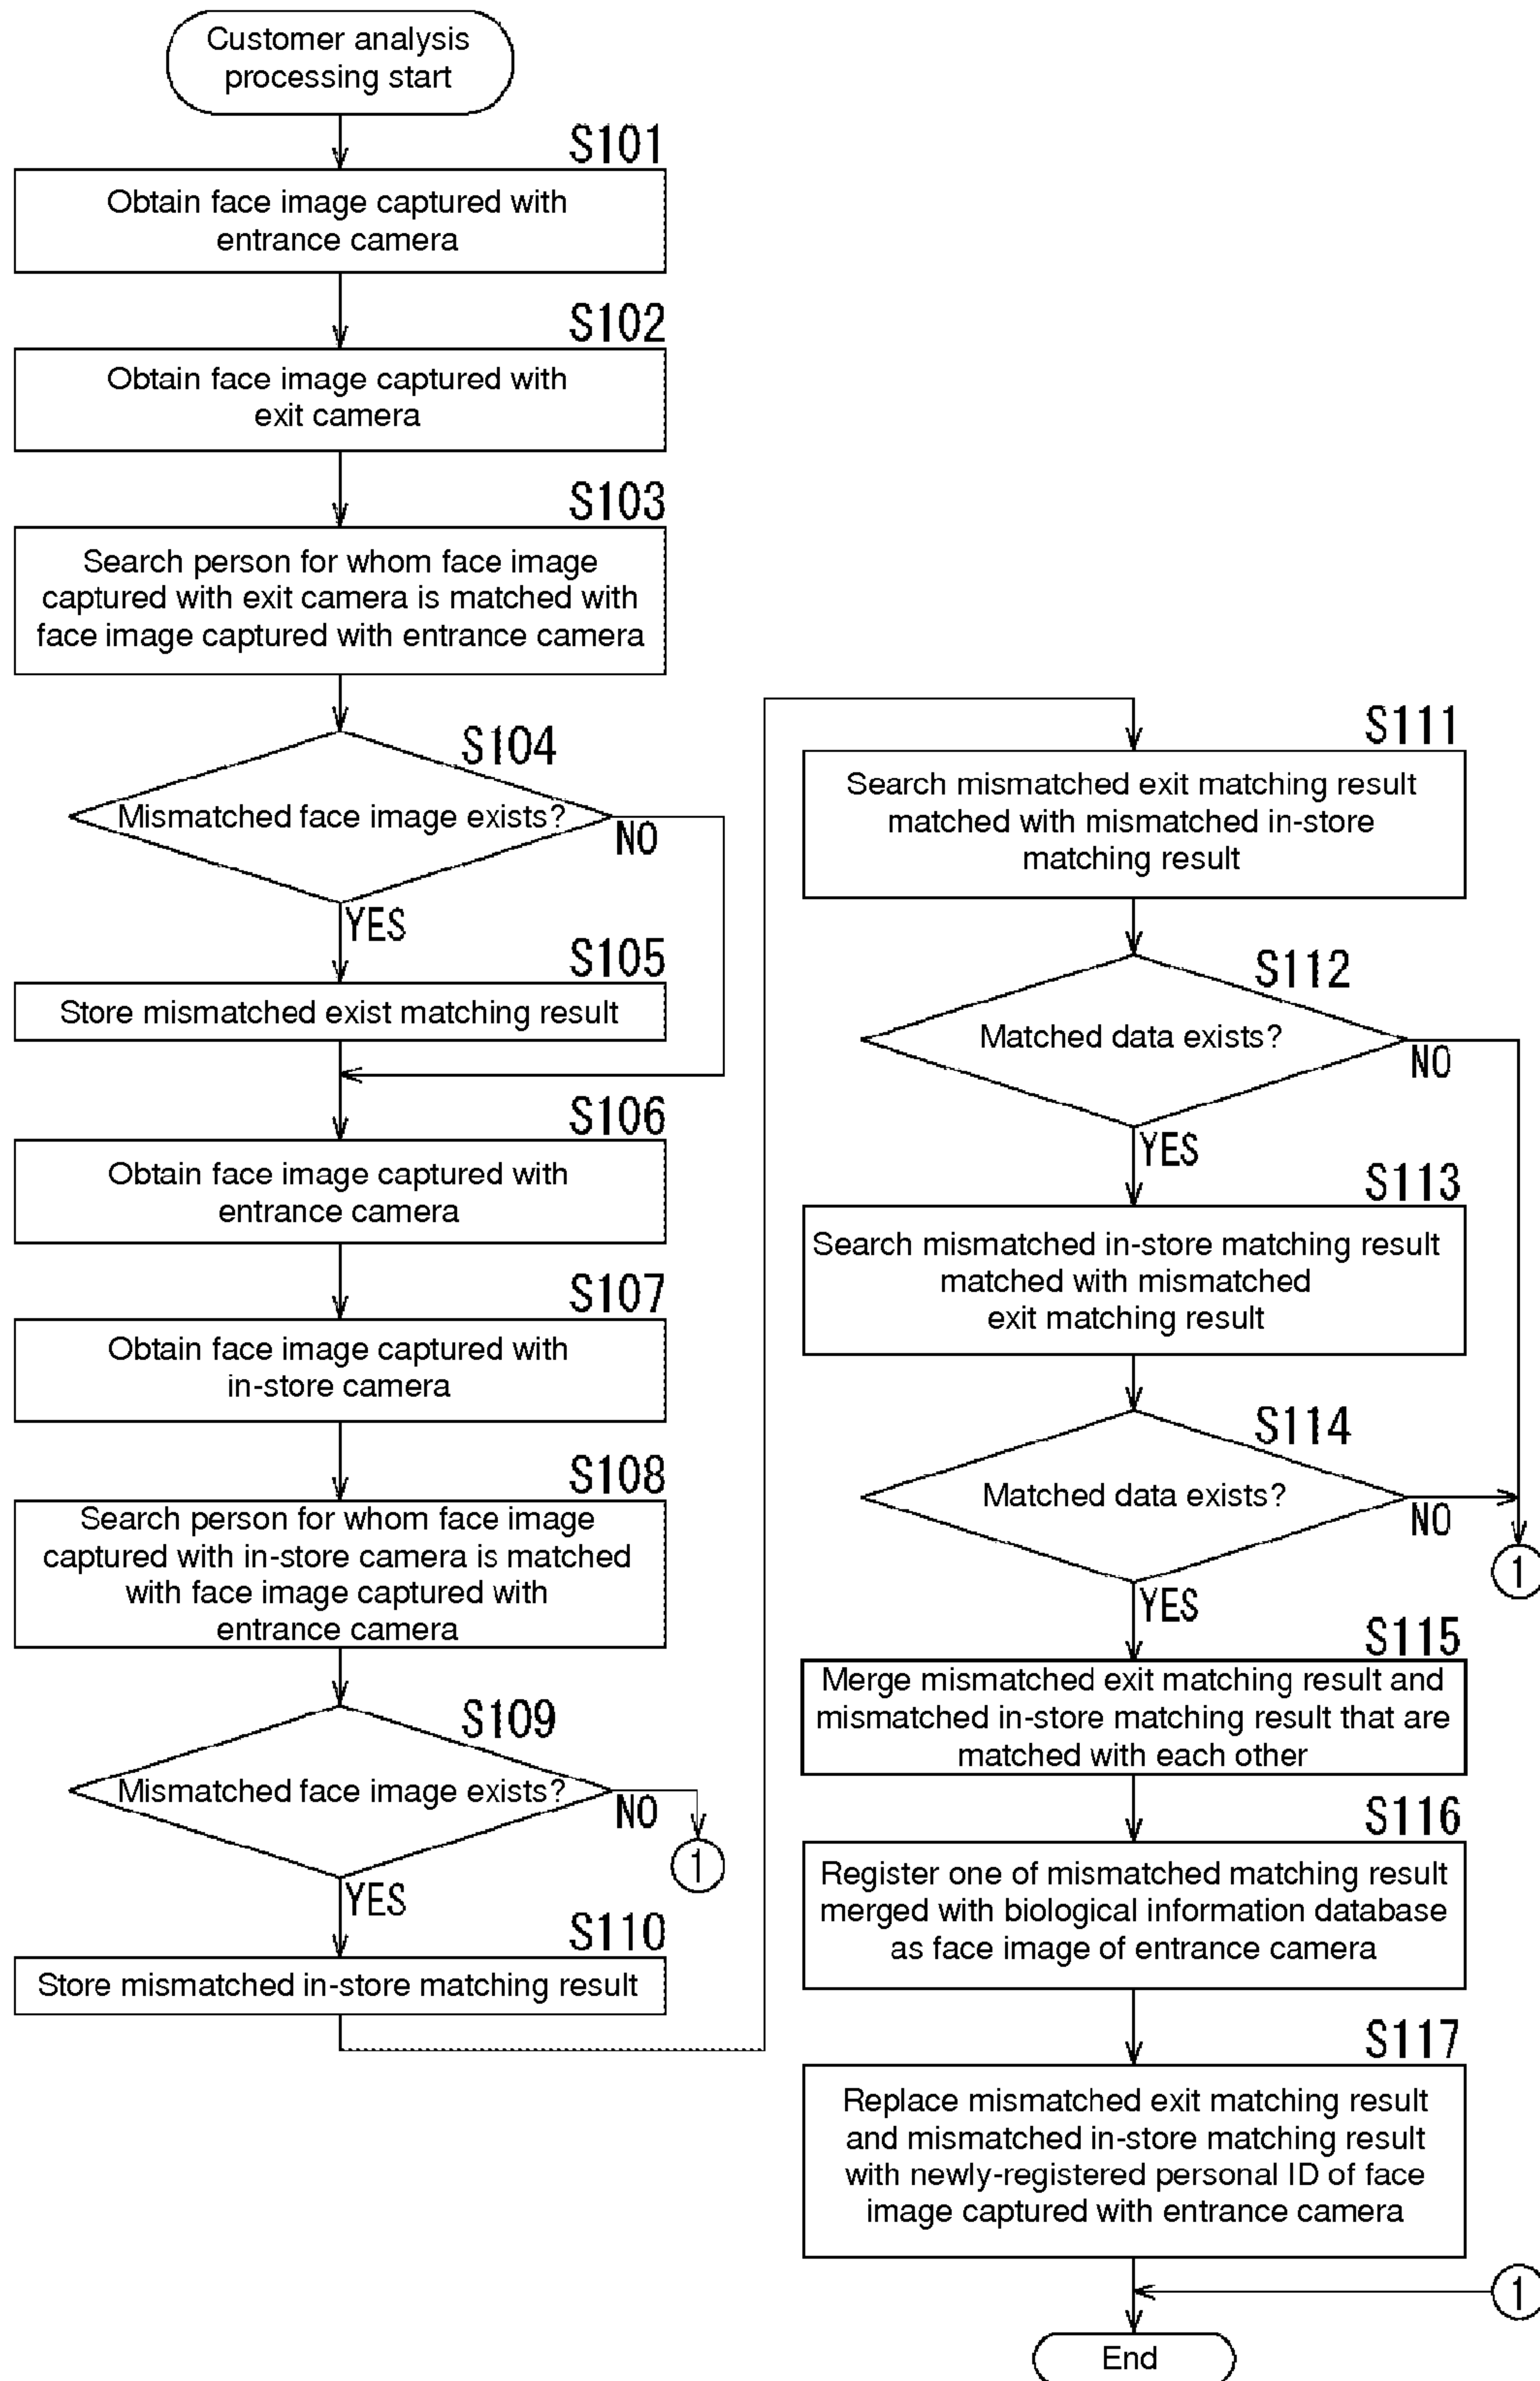 Customer analysis
processing start
S101
Obtain face image captured with
entrance camera
S102
Obtain face image captured with
exit camera
S103
Search person for whom face image
captured with exit camera is matched with
face image captured with entrance camera
S104
Mismatched face image exists?
NO
YES
S105
Store mismatched exist matching result
S106
Obtain face image captured with
entrance camera
S107
Obtain face image captured with
in-store camera
S108
Search person for whom face image
captured with in-store camera is matched
with face image captured with
entrance camera
S109
Mismatched face image exists?
NO
1
YES
S110
Store mismatched in-store matching result
S111
Search mismatched exit matching result
matched with mismatched in-store
matching result
S112
Matched data exists?
NO
YES
S113
Search mismatched in-store matching result
matched with mismatched
exit matching result
S114
Matched data exists?
NO
1
YES
S115
Merge mismatched exit matching result and
mismatched in-store matching result that are
matched with each other
S116
Register one of mismatched matching result
merged with biological information database
as face image of entrance camera
S117
Replace mismatched exit matching result
and mismatched in-store matching result
with newly-registered personal ID of face
image captured with entrance camera
1
End